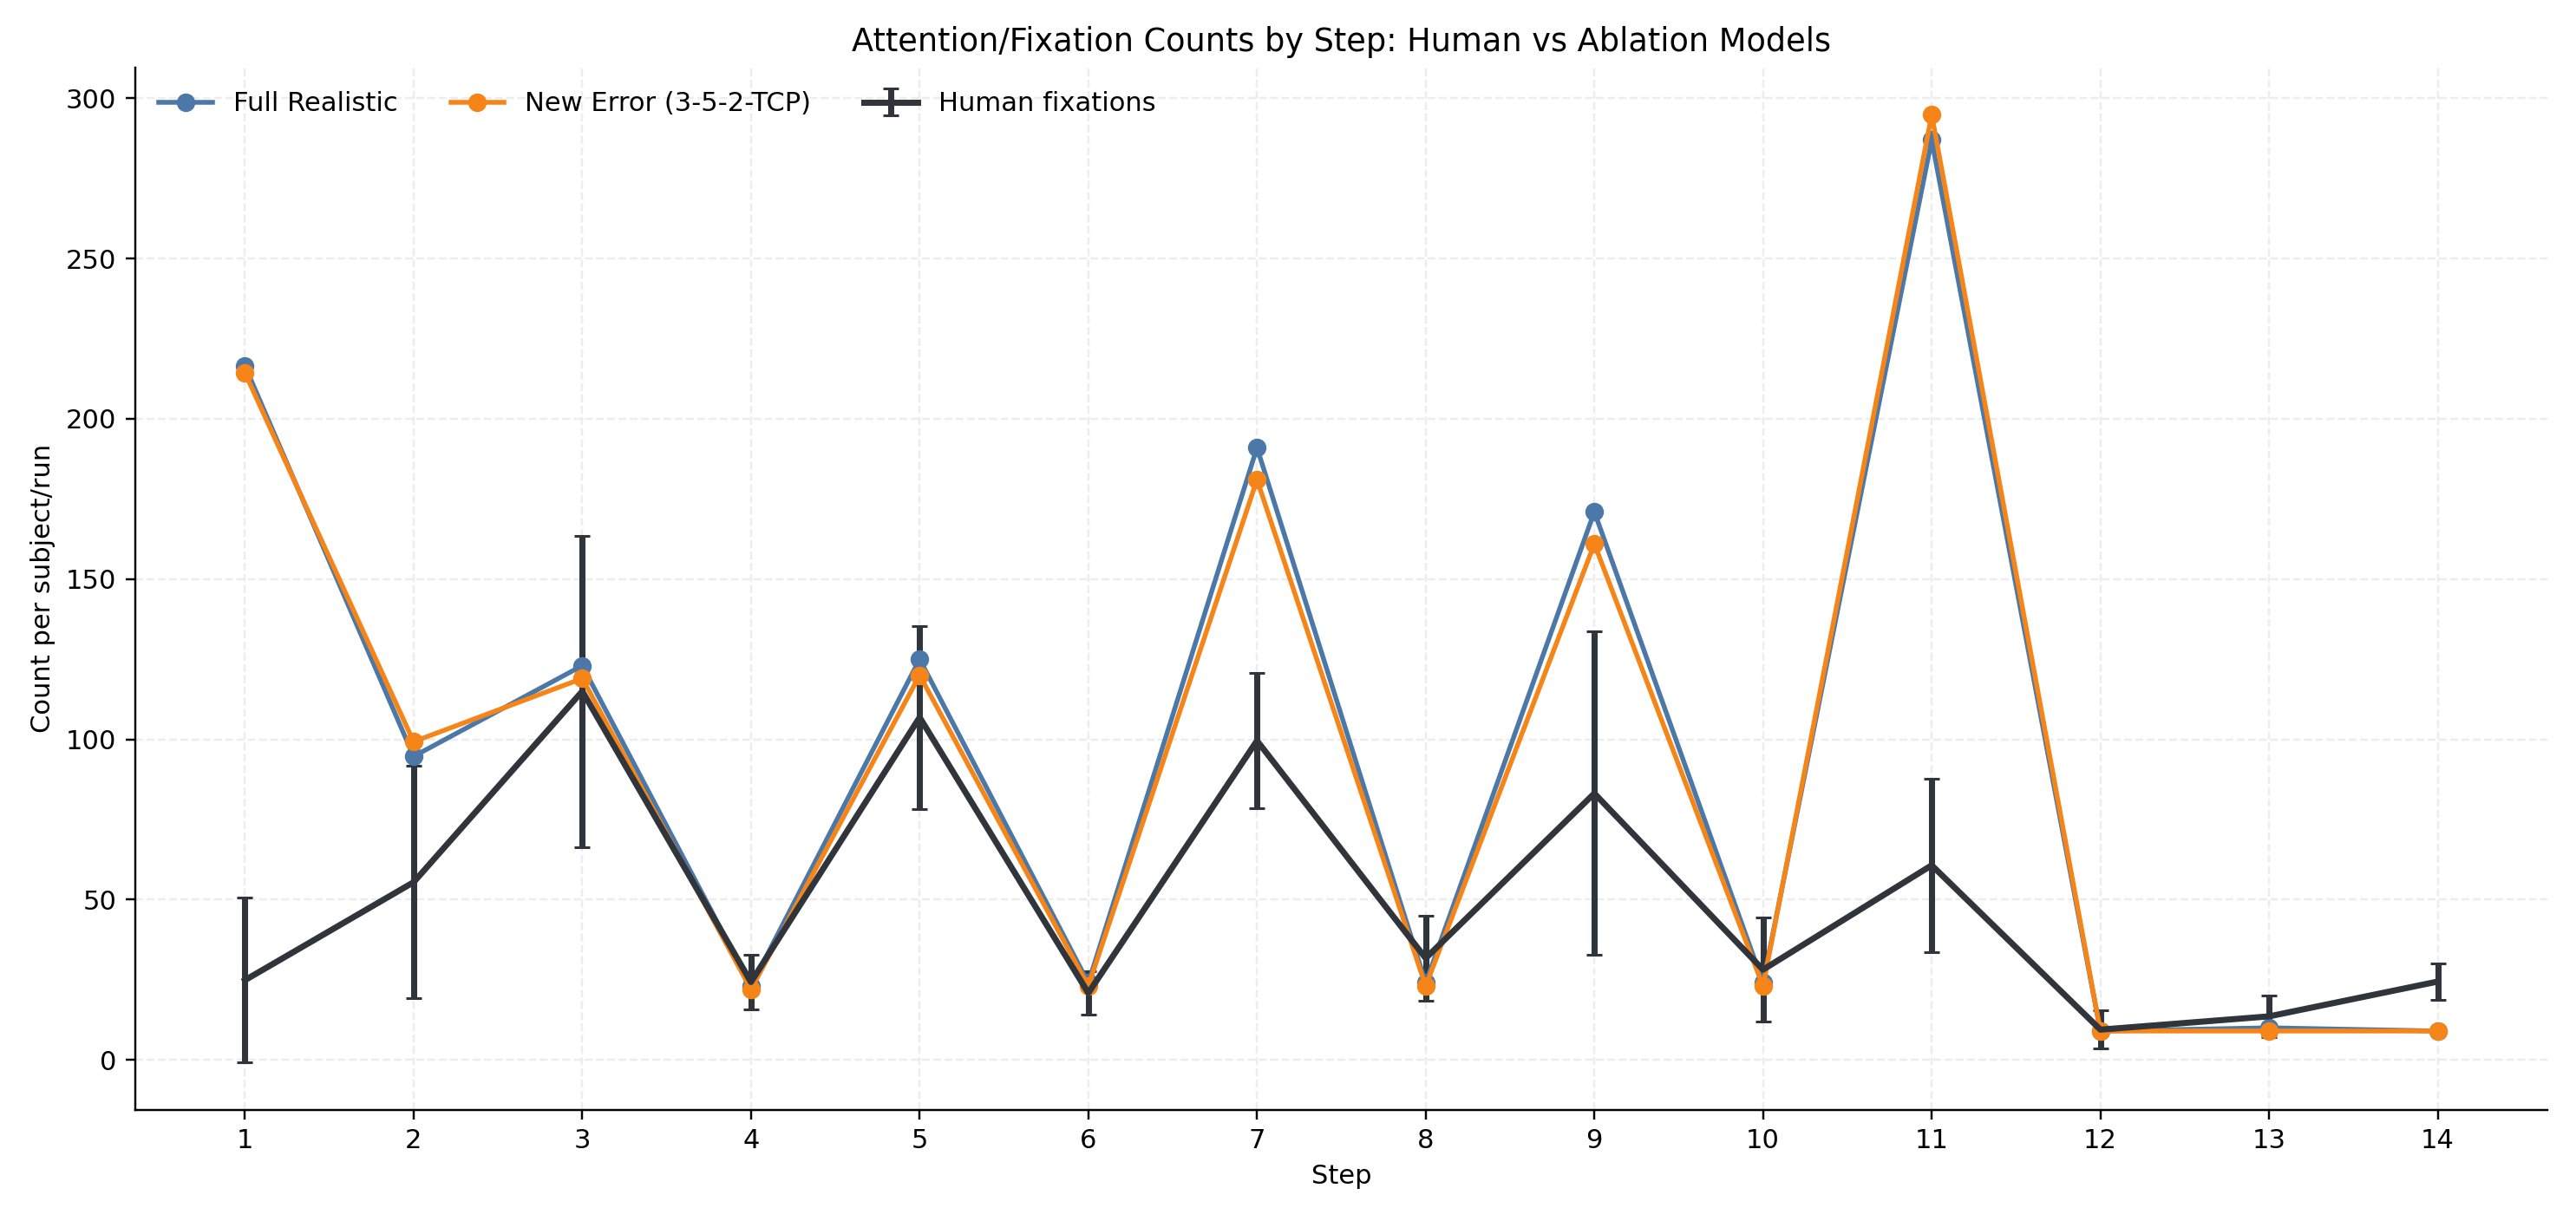 Attention/Fixation Counts by Step: Human vs Ablation Models
Full Realistic
New Error (3-5-2-TCP)
Human fixations
Count per subject/run
300
250
200
150
100
50
0
1 2 3 4 5 6 7 8 9 10 11 12 13 14
Step